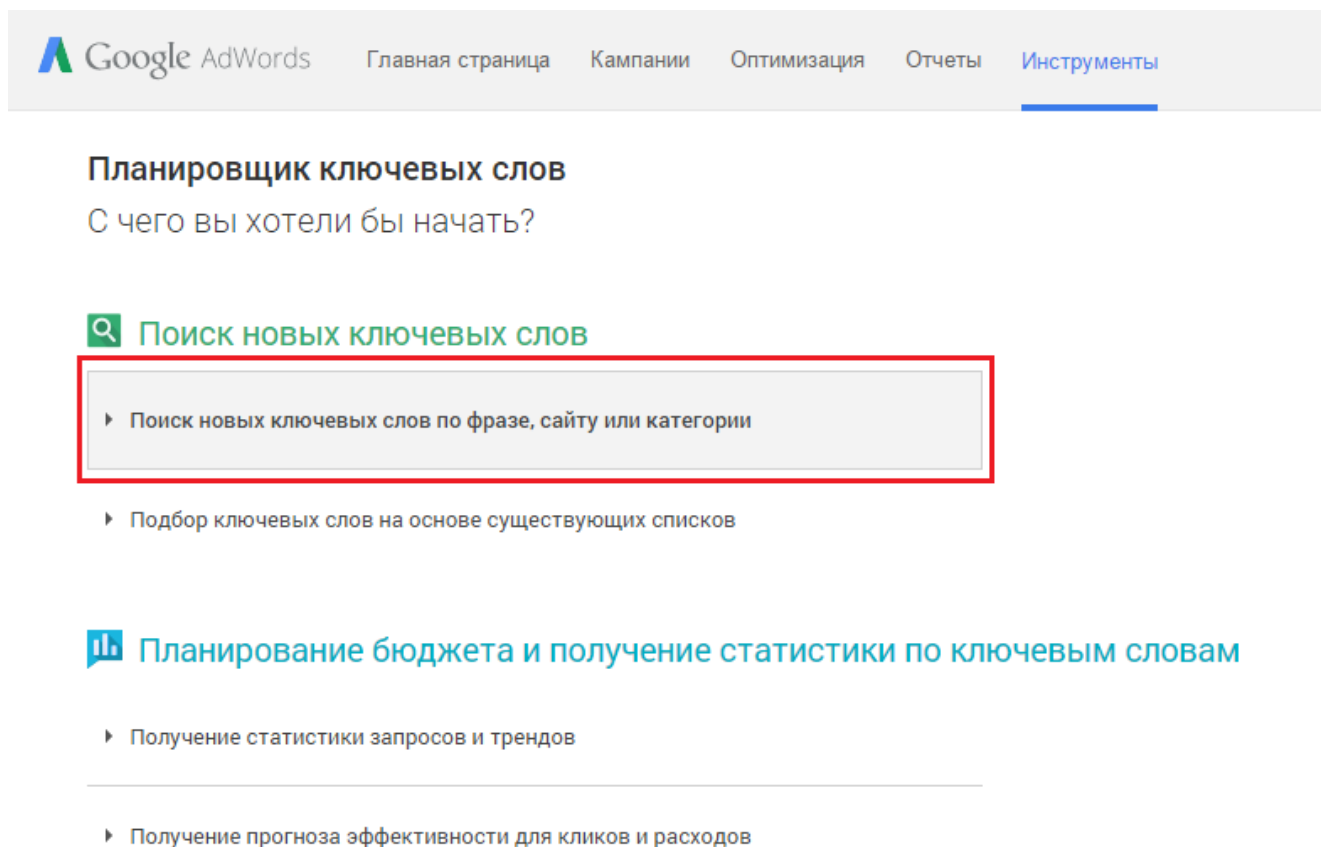 Google AdWords Главная страница Кампании Оптимизация Отчеты Инструменты
Планировщик ключевых слов
С чего вы хотели бы начать?
Поиск новых ключевых слов
Поиск новых ключевых слов по фразе, сайту или категории
Подбор ключевых слов на основе существующих списков
Планирование бюджета и получение статистики по ключевым словам
Получение статистики запросов и трендов
Получение прогноза эффективности для кликов и расходов